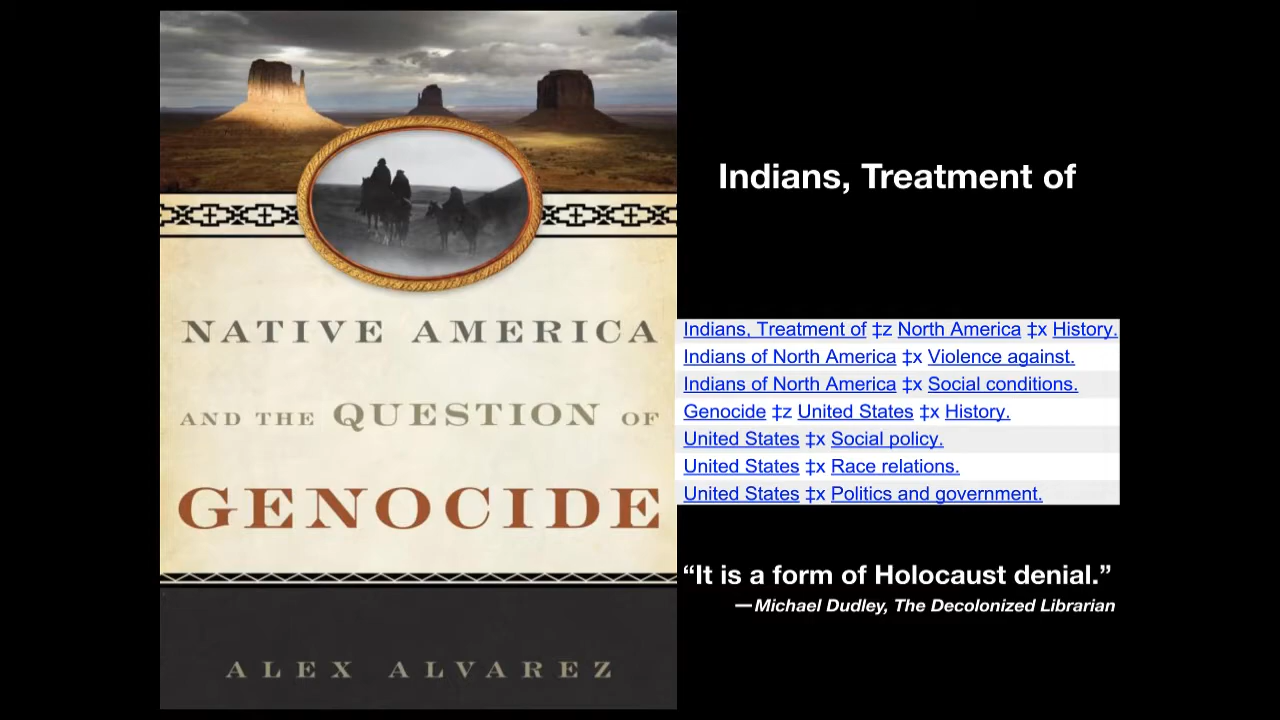 NATIVE AMERICA
AND THE QUESTION OF
GENOCIDE
ALEX ALVAREZ
Indians, Treatment of
Indians, Treatment of ‡z North America ‡x History.
Indians of North America ‡x Violence against.
Indians of North America ‡x Social conditions.
Genocide ‡z United States ‡x History.
United States ‡x Social policy.
United States ‡x Race relations.
United States ‡x Politics and government.
“It is a form of Holocaust denial.”
—Michael Dudley, The Decolonized Librarian